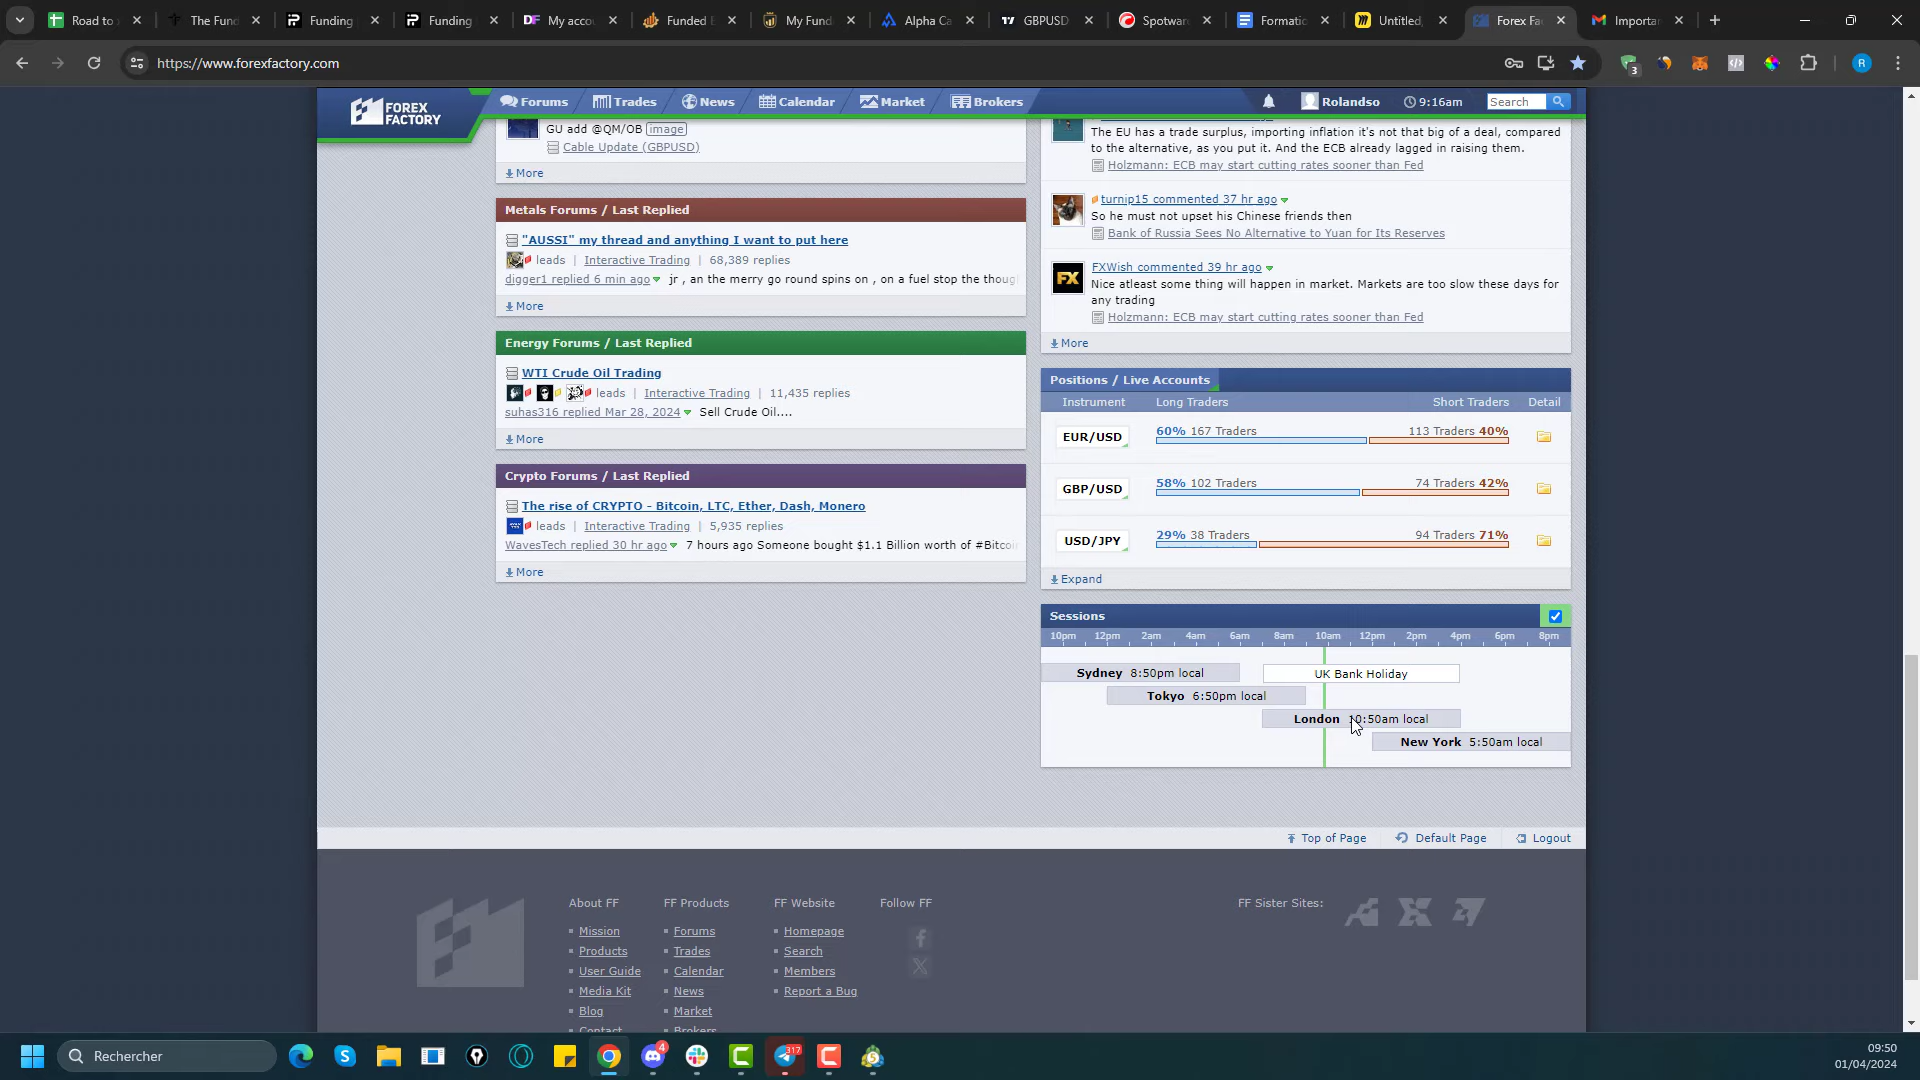 Road to
The Fund
Funding
Funding
My acco
Funded
My Fund
Alpha Ca
GBPUSD
Spotwar
Formatio
Untitled,
Forex Fac
Importan
https://www.forexfactory.com
3
R
FOREX FACTORY
Forums
Trades
News
Calendar
Market
Brokers
Rolandso
9:16am
Search
GU add @QM/OB image
Cable Update (GBPUSD)
More
Metals Forums / Last Replied
"AUSSI" my thread and anything I want to put here
leads | Interactive Trading | 68,389 replies
digger1 replied 6 min ago jr , an the merry go round spins on , on a fuel stop the thoug
More
Energy Forums / Last Replied
WTI Crude Oil Trading
leads | Interactive Trading | 11,435 replies
suhas316 replied Mar 28, 2024 Sell Crude Oil....
More
Crypto Forums / Last Replied
The rise of CRYPTO - Bitcoin, LTC, Ether, Dash, Monero
leads | Interactive Trading | 5,935 replies
WavesTech replied 30 hr ago 7 hours ago Someone bought $1.1 Billion worth of #Bitcoi
More
The EU has a trade surplus, importing inflation it's not that big of a deal, compared
to the alternative, as you put it. And the ECB already lagged in raising them.
Holzmann: ECB may start cutting rates sooner than Fed
turnip15 commented 37 hr ago
So he must not upset his Chinese friends then
Bank of Russia Sees No Alternative to Yuan for Its Reserves
FX
FXWish commented 39 hr ago
Nice atleast some thing will happen in market. Markets are too slow these days for
any trading
Holzmann: ECB may start cutting rates sooner than Fed
More
Positions / Live Accounts
Instrument Long Traders Short Traders Detail
EUR/USD 60% 167 Traders 113 Traders 40%
GBP/USD 58% 102 Traders 74 Traders 42%
USD/JPY 29% 38 Traders 94 Traders 71%
Expand
Sessions
10pm 12pm 2am 4am 6am 8am 10am 12pm 2pm 4pm 6pm 8pm
Sydney 8:50pm local UK Bank Holiday
Tokyo 6:50pm local
London 10:50am local
New York 5:50am local
Top of Page Default Page Logout
About FF
Mission
Products
User Guide
Media Kit
Blog
Contact
FF Products
Forums
Trades
Calendar
News
Market
Brokers
FF Website
Homepage
Search
Members
Report a Bug
Follow FF
FF Sister Sites:
Rechercher
4
317
09:50
01/04/2024